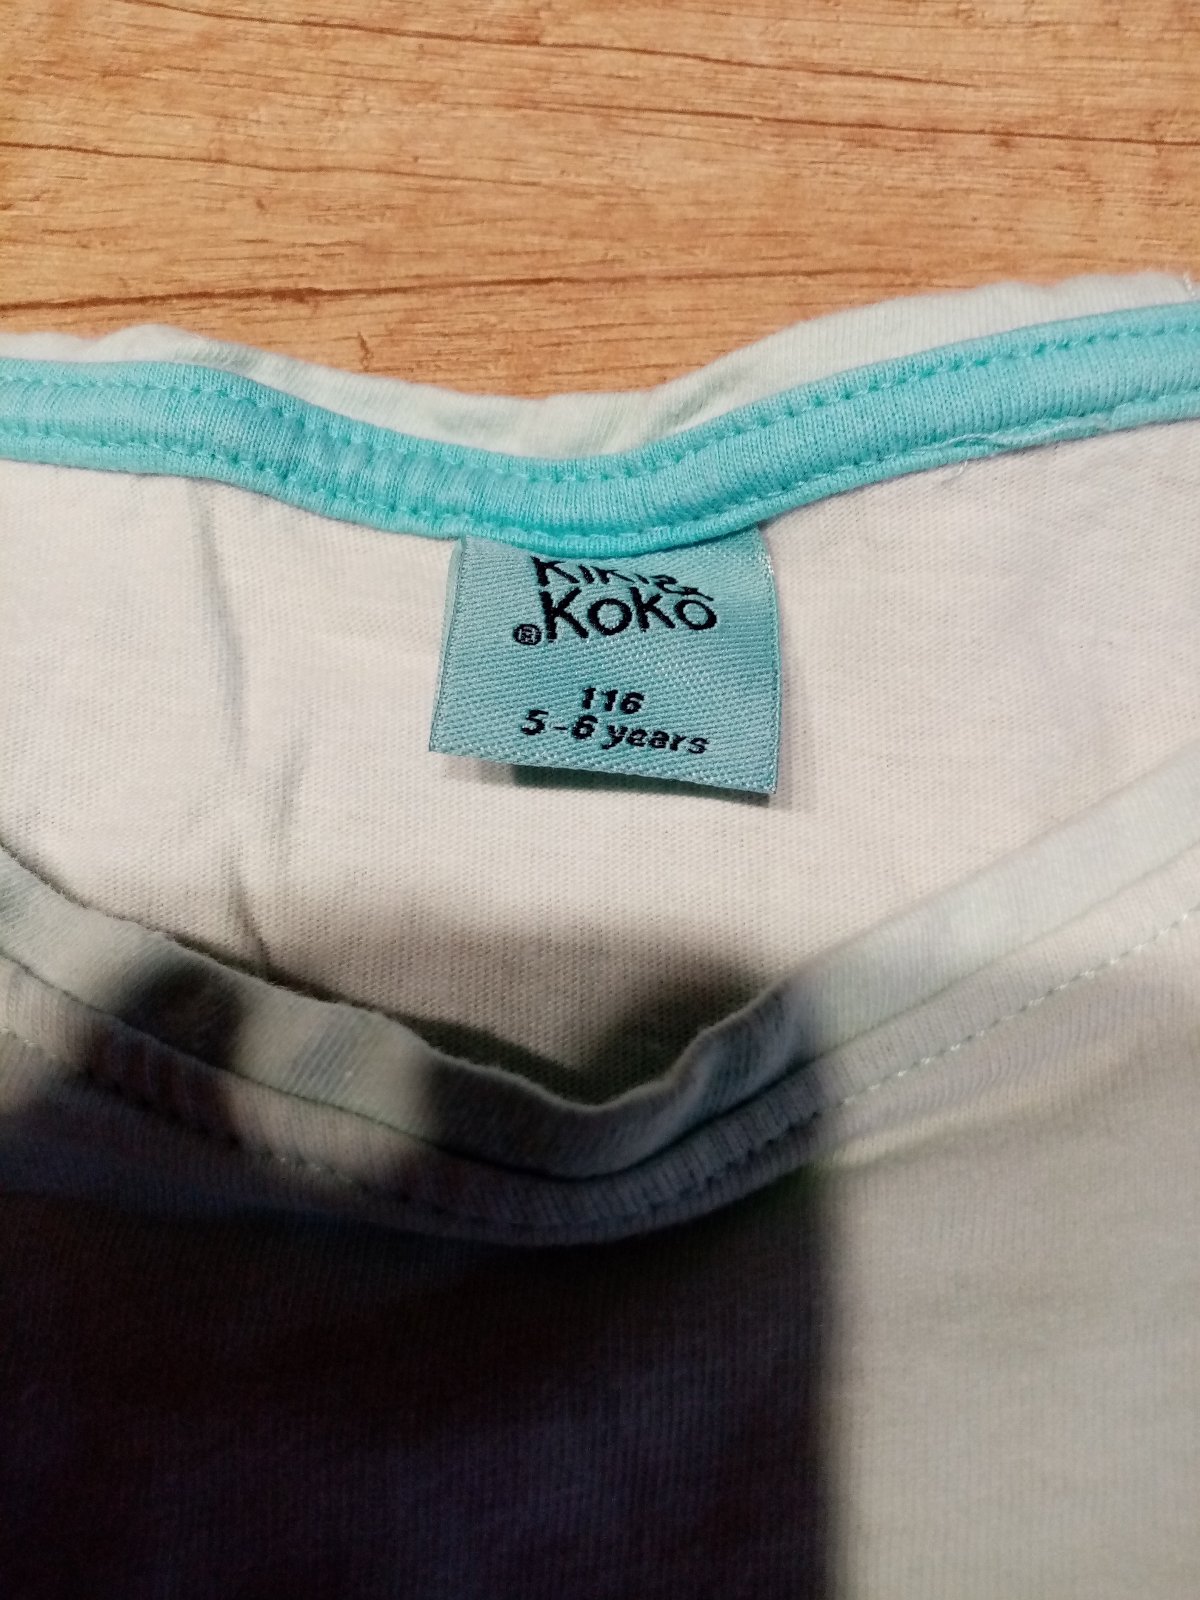 KIKI &
® KOKO
116
5-6 years